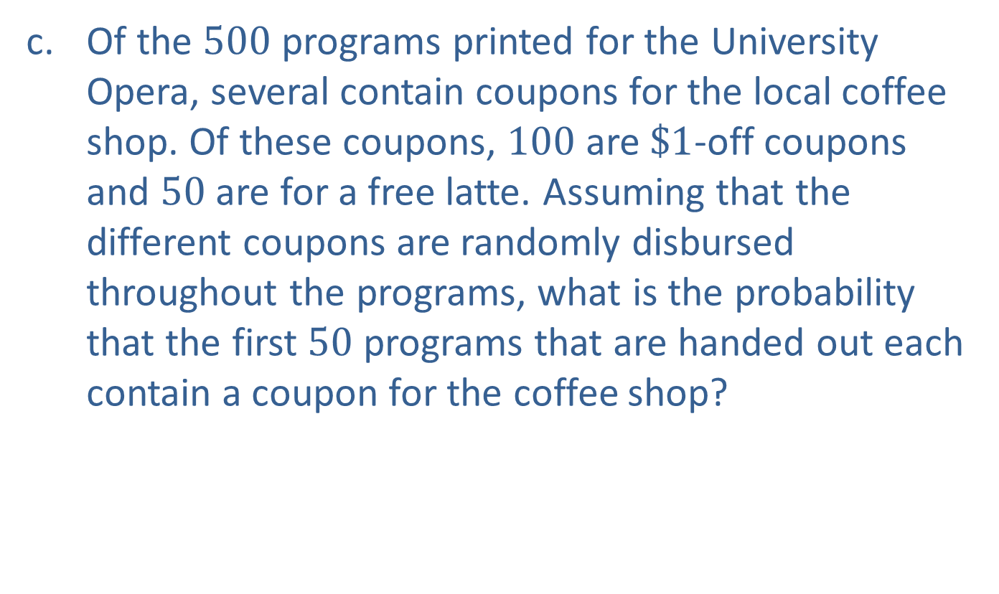 c. Of the 500 programs printed for the University
Opera, several contain coupons for the local coffee
shop. Of these coupons, 100 are $1-off coupons
and 50 are for a free latte. Assuming that the
different coupons are randomly disbursed
throughout the programs, what is the probability
that the first 50 programs that are handed out each
contain a coupon for the coffee shop?